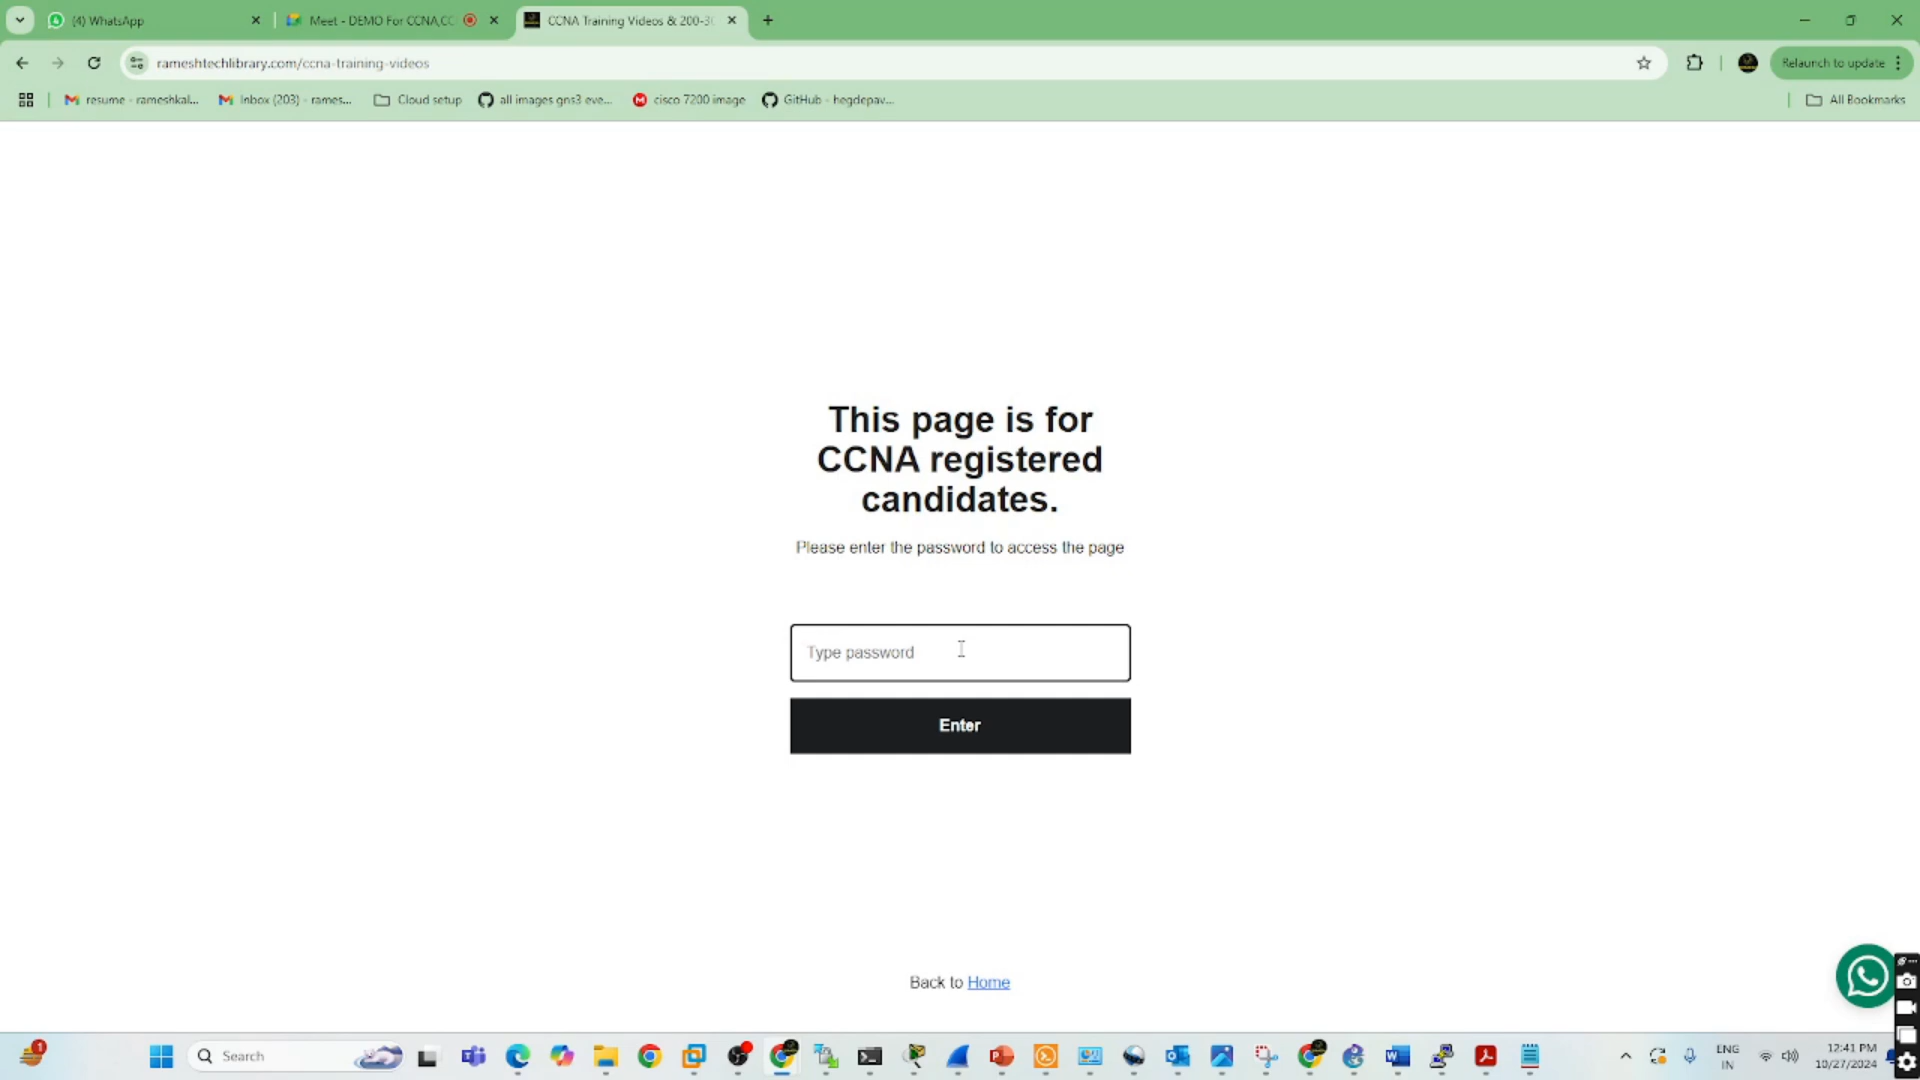 (4) WhatsApp
Meet - DEMO For CCNA,CC
CCNA Training Videos & 200-30
rameshtechlibrary.com/ccna-training-videos
Relaunch to update
resume - rameshkal...
Inbox (203) - rames...
Cloud setup
all images gns3 eve...
cisco 7200 image
GitHub - hegdepav...
All Bookmarks
This page is for
CCNA registered
candidates.
Please enter the password to access the page
Type password
Enter
Back to Home
1
Search
ENG
IN
12:41 PM
10/27/2024